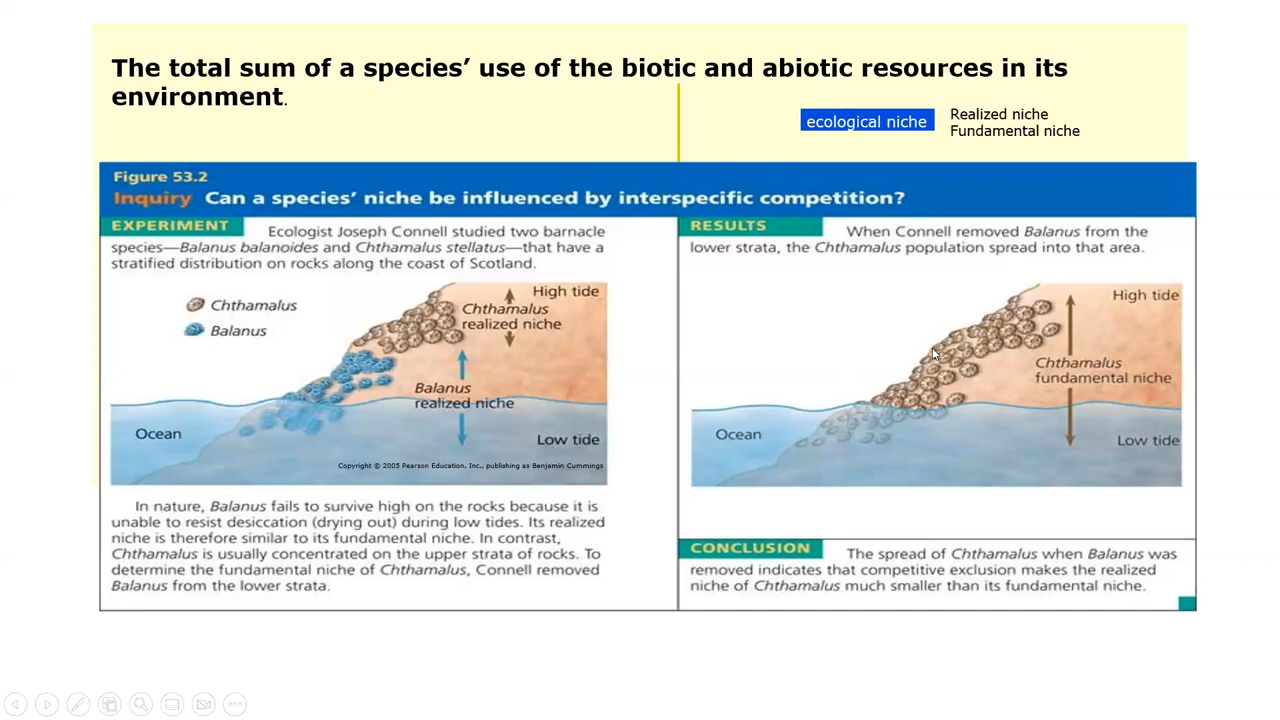 The total sum of a species’ use of the biotic and abiotic resources in its
environment.
ecological niche
Realized niche
Fundamental niche
Figure 53.2
Inquiry Can a species’ niche be influenced by interspecific competition?
EXPERIMENT Ecologist Joseph Connell studied two barnacle
species—Balanus balanoides and Chthamalus stellatus—that have a
stratified distribution on rocks along the coast of Scotland.
Chthamalus
Balanus
High tide
Chthamalus
realized niche
Balanus
realized niche
Ocean
Low tide
Copyright © 2005 Pearson Education, Inc., publishing as Benjamin Cummings
In nature, Balanus fails to survive high on the rocks because it is
unable to resist desiccation (drying out) during low tides. Its realized
niche is therefore similar to its fundamental niche. In contrast,
Chthamalus is usually concentrated on the upper strata of rocks. To
determine the fundamental niche of Chthamalus, Connell removed
Balanus from the lower strata.
RESULTS When Connell removed Balanus from the
lower strata, the Chthamalus population spread into that area.
High tide
Chthamalus
fundamental niche
Ocean
Low tide
CONCLUSION The spread of Chthamalus when Balanus was
removed indicates that competitive exclusion makes the realized
niche of Chthamalus much smaller than its fundamental niche.